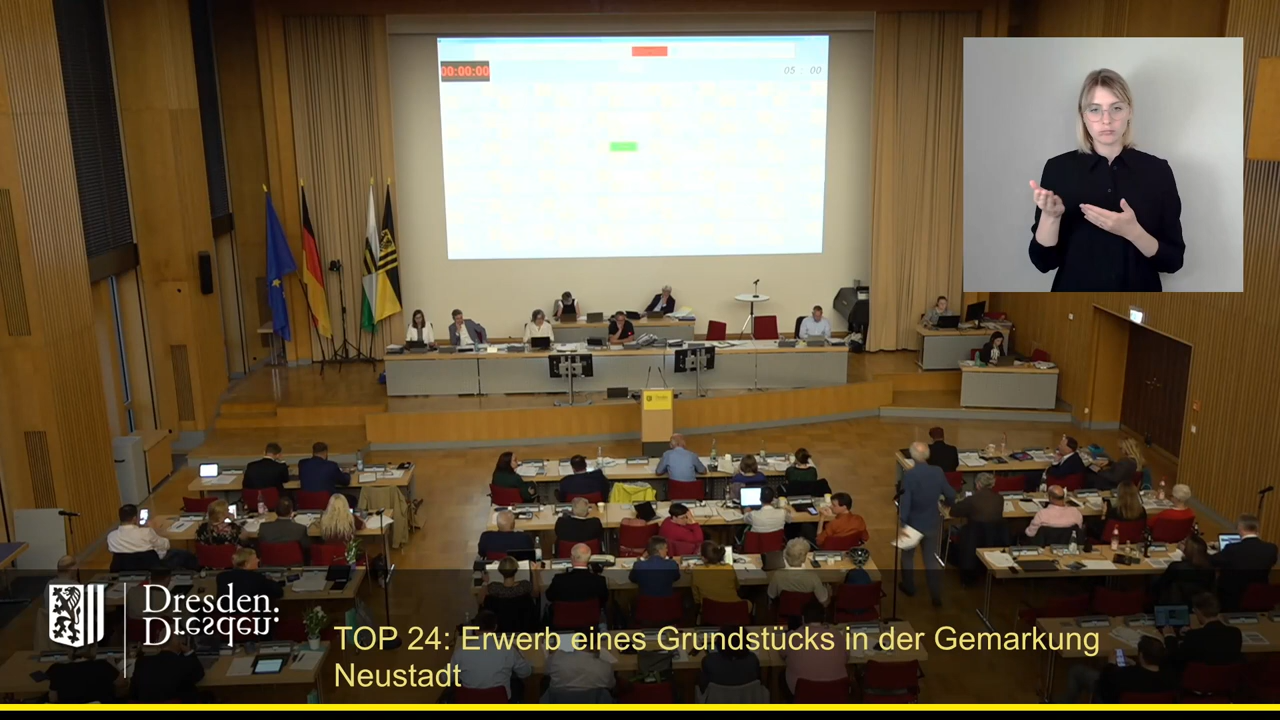 00:00:00
05 00
Dresden.
Dresden.
TOP 24: Erwerb eines Grundstücks in der Gemarkung
Neustadt